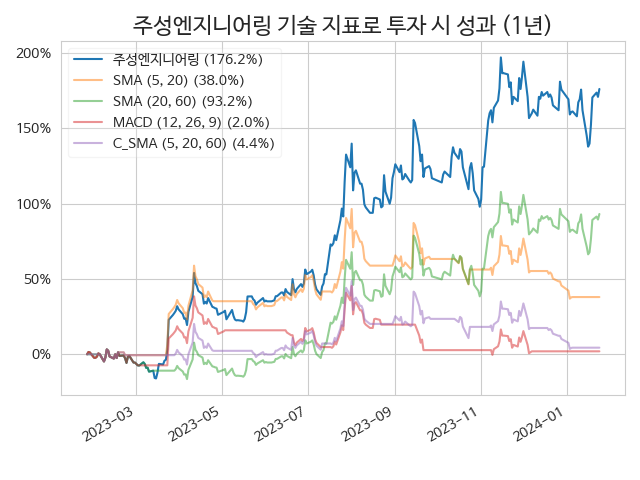 주성엔지니어링 기술 지표로 투자 시 성과 (1년)
200%
150%
100%
50%
0%
주성엔지니어링 (176.2%)
SMA (5, 20) (38.0%)
SMA (20, 60) (93.2%)
MACD (12, 26, 9) (2.0%)
C_SMA (5, 20, 60) (4.4%)
2023-03
2023-05
2023-07
2023-09
2023-11
2024-01